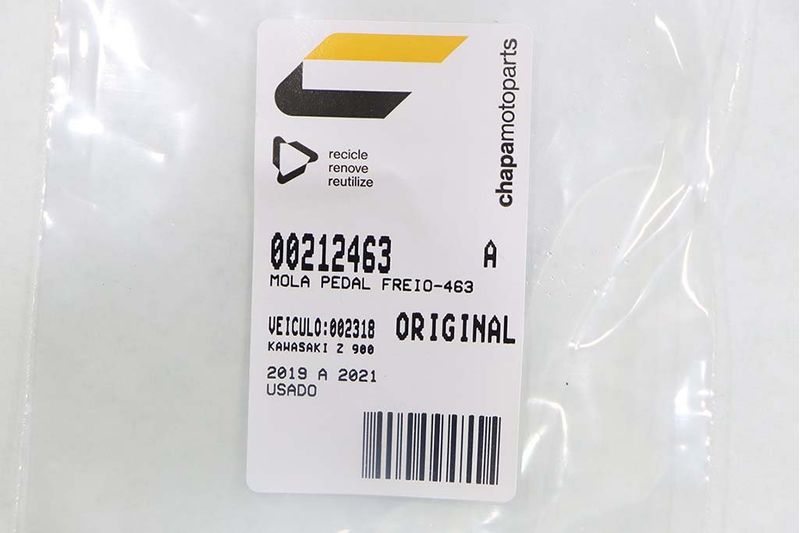 chapamotoparts
recicle
renove
reutilize
00212463 A
MOLA PEDAL FREIO-463
VEICULO:002318 ORIGINAL
KAWASAKI Z 900
2019 A 2021
USADO